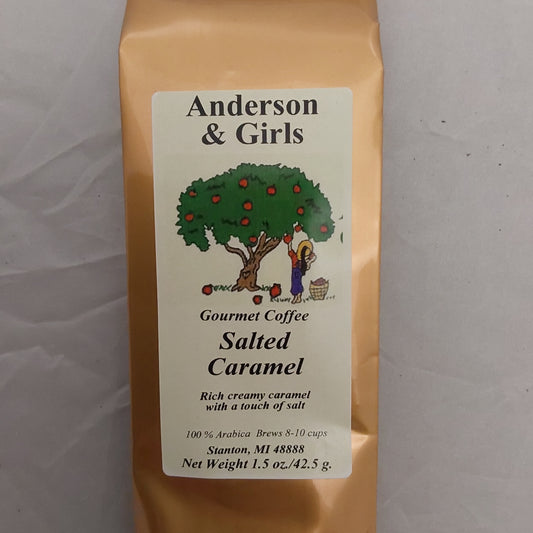 Anderson
& Girls
Gourmet Coffee
Salted
Caramel
Rich creamy caramel
with a touch of salt
100 % Arabica Brews 8-10 cups
Stanton, MI 48888
Net Weight 1.5 oz./42.5 g.